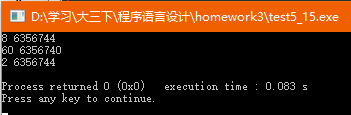 D:\学习\大三下\程序语言设计\homework3\test5_15.exe
8 6356744
60 6356740
2 6356744
Process returned 0 (0x0)   execution time : 0.083 s
Press any key to continue.